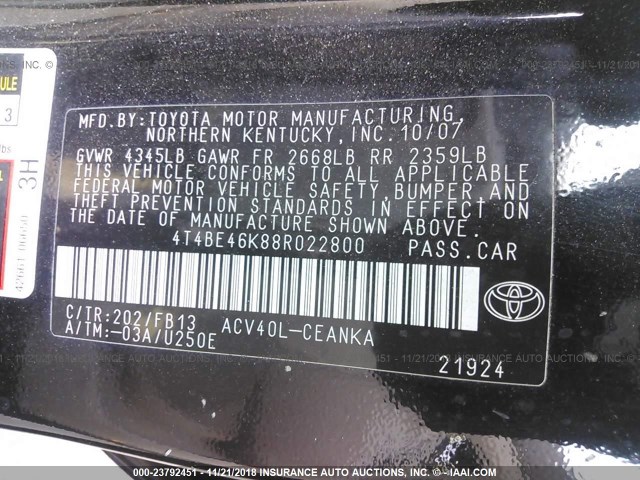 MFD.BY:TOYOTA MOTOR MANUFACTURING,
NORTHERN KENTUCKY,INC.10/07
GVWR 4345LB GAWR FR 2668LB RR 2359LB
THIS VEHICLE CONFORMS TO ALL APPLICABLE
FEDERAL MOTOR VEHICLE SAFETY,BUMPER,AND
THEFT PREVENTION STANDARDS IN EFFECT ON
THE DATE OF MANUFACTURE SHOWN ABOVE.
4T4BE46K88R022800 PASS.CAR
C/TR:202/FB13 ACV40L-CEANKA
A/TM:-03A/U250E
21924
3H
3
000-23792451 - 11/21/2018 INSURANCE AUTO AUCTIONS, INC. - © - IAAI.COM